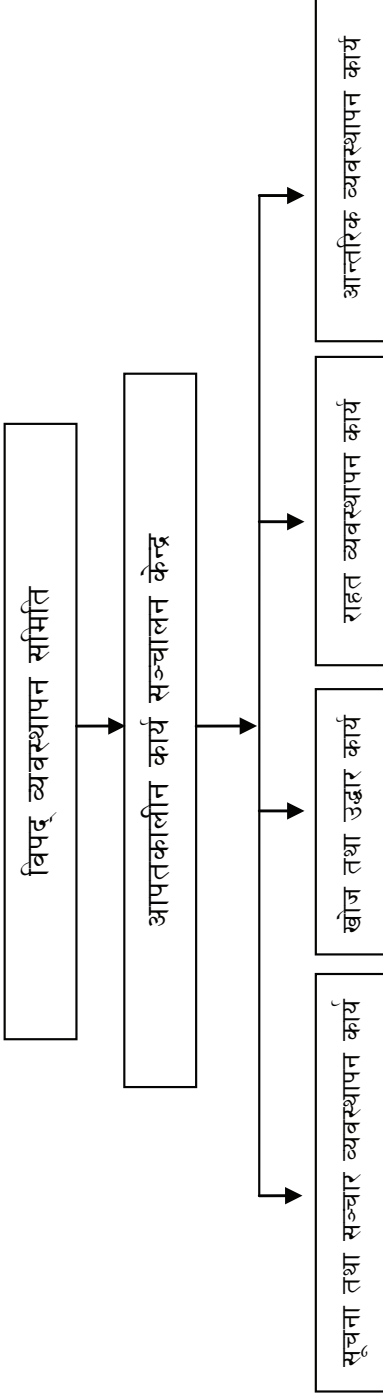 विपद् व्यवस्थापन समिति
आपतकालीन कार्य सञ्चालन केन्द्र
सूचना तथा सञ्चार व्यवस्थापन कार्य
खोज तथा उद्धार कार्य
राहत व्यवस्थापन कार्य
आन्तरिक व्यवस्थापन कार्य